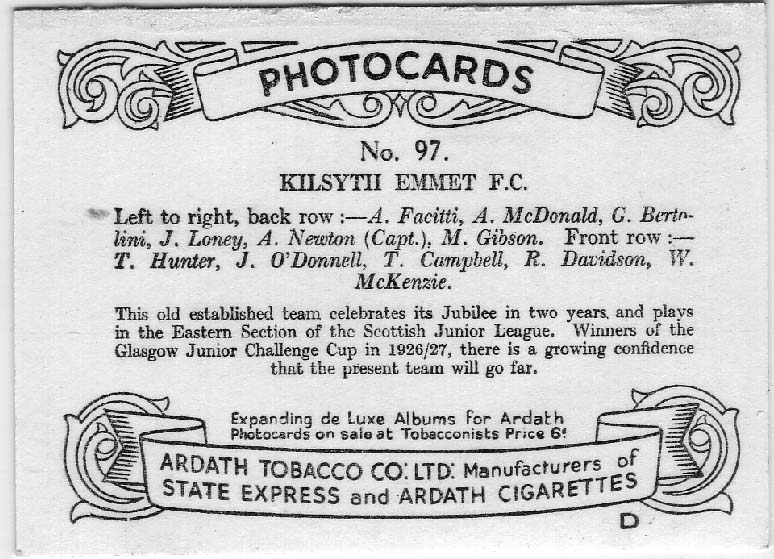 PHOTOCARDS
No. 97.
KILSYTH EMMET F.C.
Left to right, back row :—A. Facitti, A. McDonald, G. Berto-
lini, J. Loney, A. Newton (Capt.), M. Gibson. Front row :—
T. Hunter, J. O'Donnell, T. Campbell, R. Davidson, W.
McKenzie.
This old established team celebrates its Jubilee in two years, and plays
in the Eastern Section of the Scottish Junior League. Winners of the
Glasgow Junior Challenge Cup in 1926/27, there is a growing confidence
that the present team will go far.
Expanding de Luxe Albums for Ardath
Photocards on sale at Tobacconists Price 6ᵈ
ARDATH TOBACCO CO. LTD. Manufacturers of
STATE EXPRESS and ARDATH CIGARETTES
D